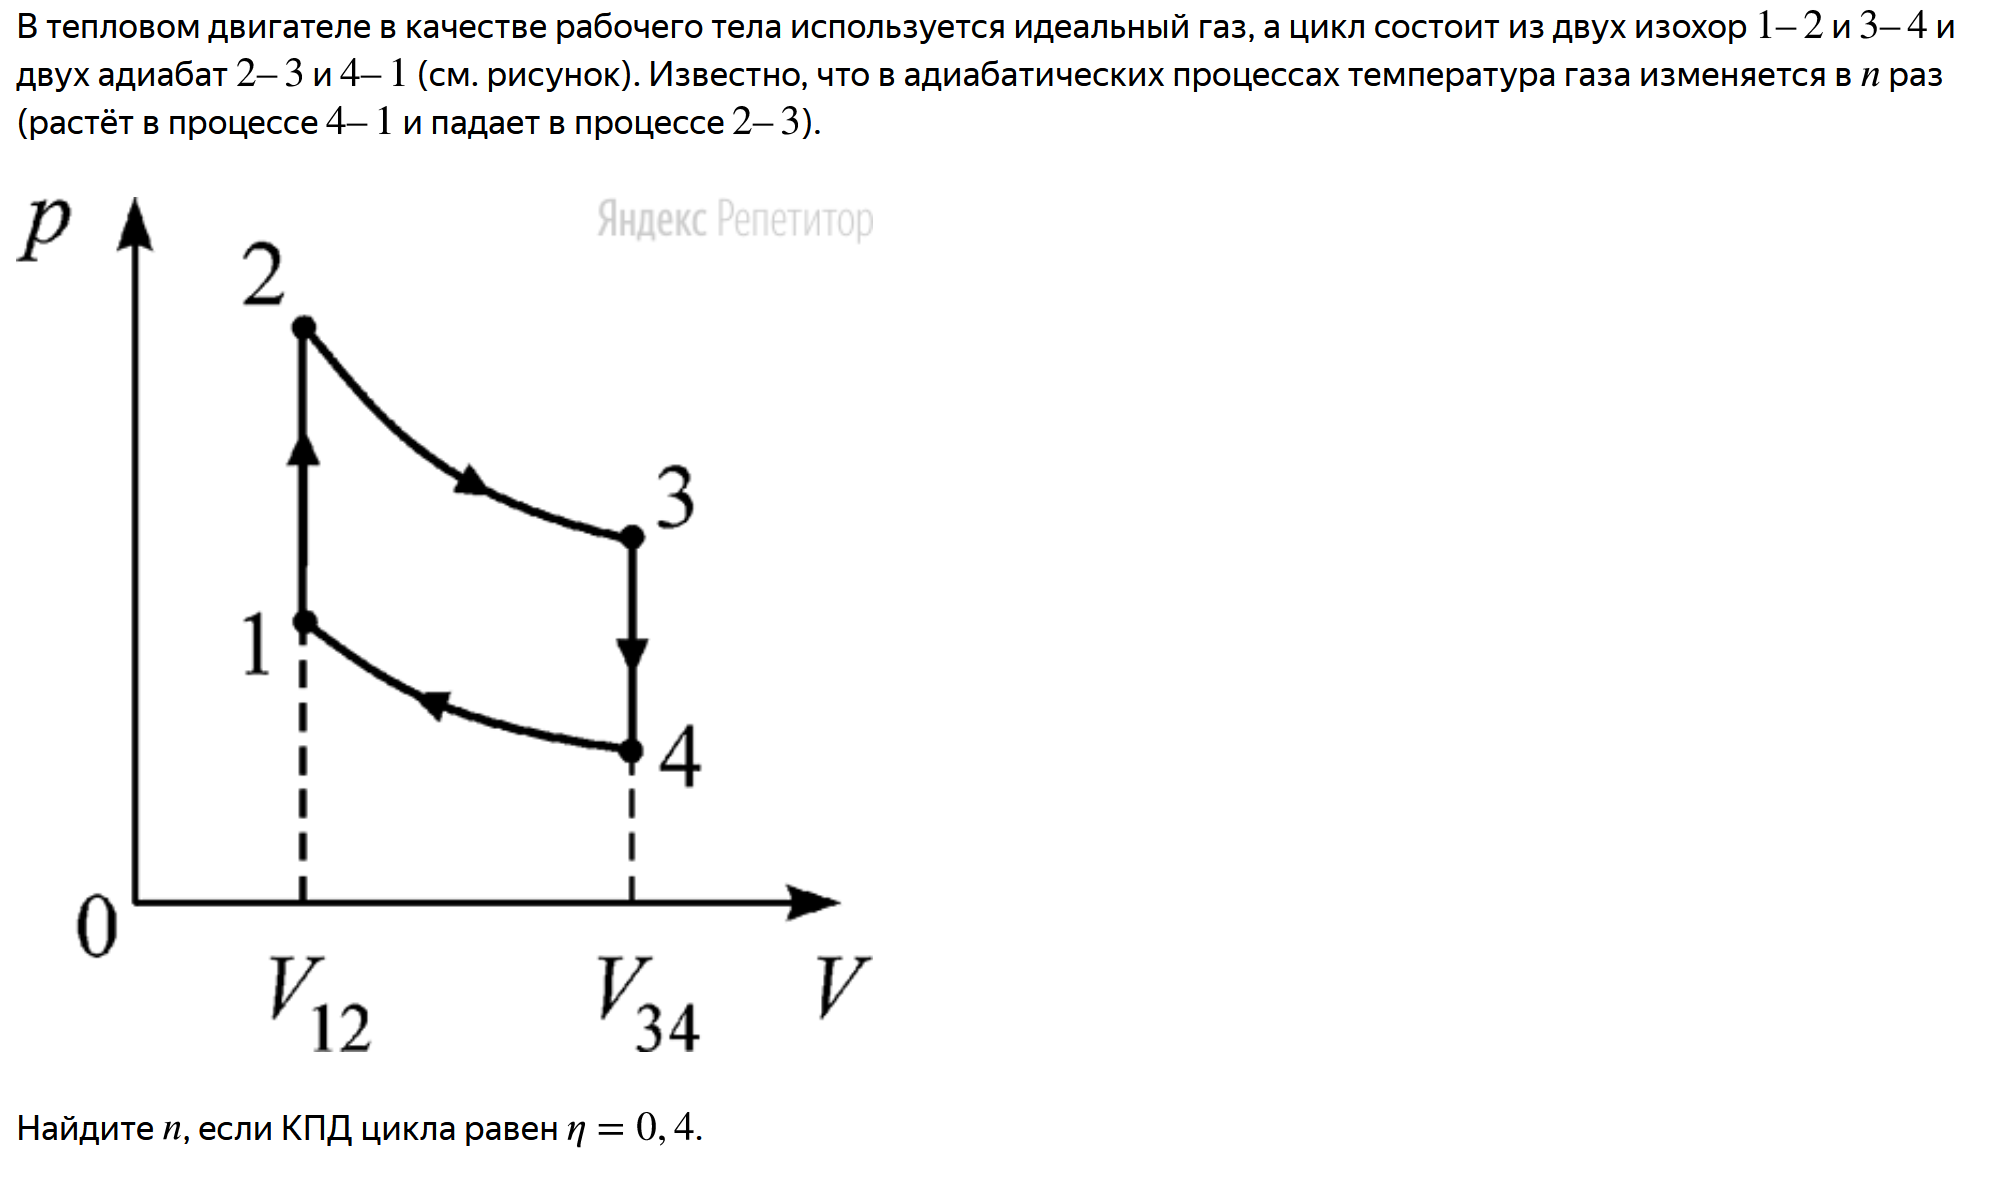 В тепловом двигателе в качестве рабочего тела используется идеальный газ, а цикл состоит из двух изохор 1– 2 и 3– 4 и
двух адиабат 2– 3 и 4– 1 (см. рисунок). Известно, что в адиабатических процессах температура газа изменяется в n раз
(растёт в процессе 4– 1 и падает в процессе 2– 3).
Яндекс Репетитор
p
2
3
1
4
0
V12
V34
V
Найдите n, если КПД цикла равен η = 0, 4.